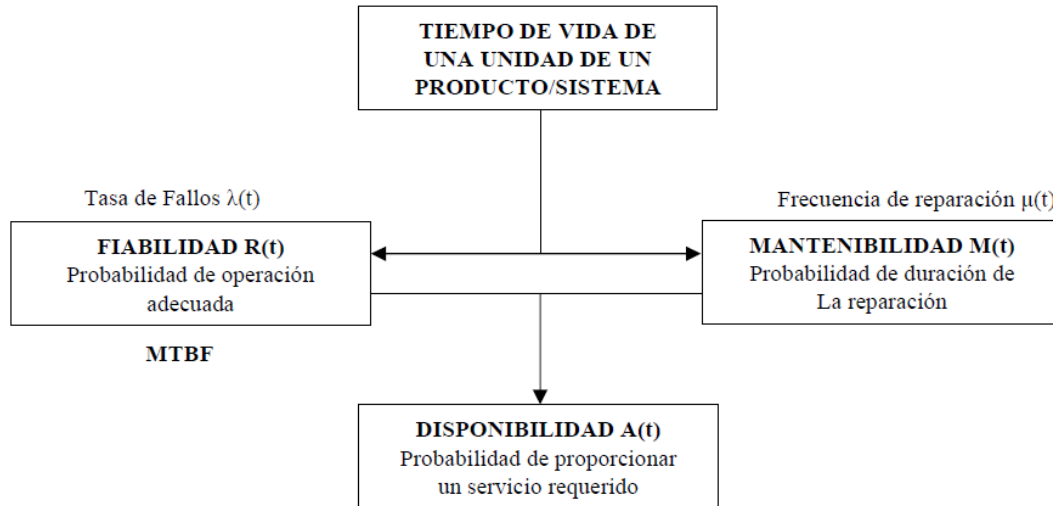 TIEMPO DE VIDA DE
UNA UNIDAD DE UN
PRODUCTO/SISTEMA
Tasa de Fallos λ(t)
FIABILIDAD R(t)
Probabilidad de operación
adecuada
MTBF
Frecuencia de reparación μ(t)
MANTENIBILIDAD M(t)
Probabilidad de duración de
La reparación
DISPONIBILIDAD A(t)
Probabilidad de proporcionar
un servicio requerido